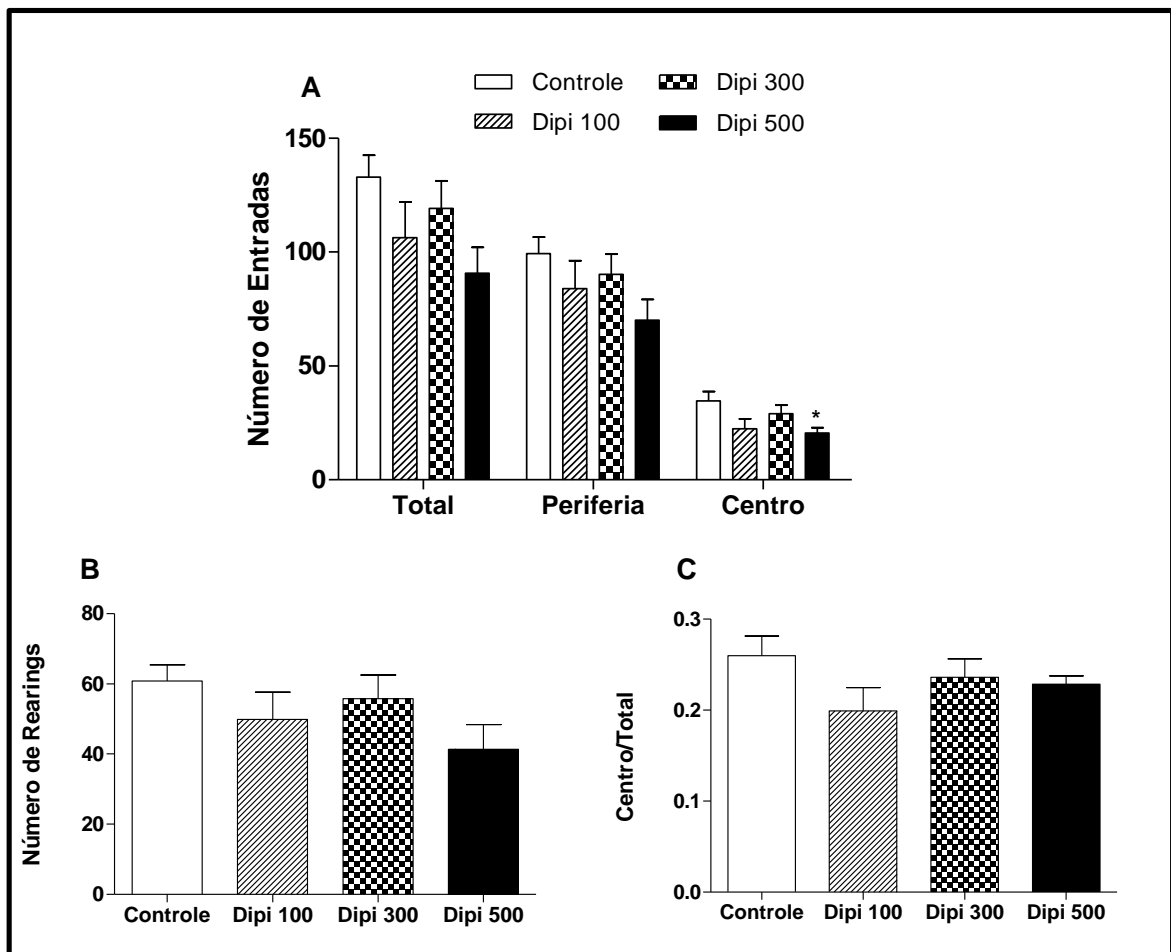 A
Controle
Dipi 300
Dipi 100
Dipi 500
Número de Entradas
150
100
50
0
*
Total
Periferia
Centro
B
Número de Rearings
80
60
40
20
0
Controle
Dipi 100
Dipi 300
Dipi 500
C
Centro/Total
0.3
0.2
0.1
0.0
Controle
Dipi 100
Dipi 300
Dipi 500